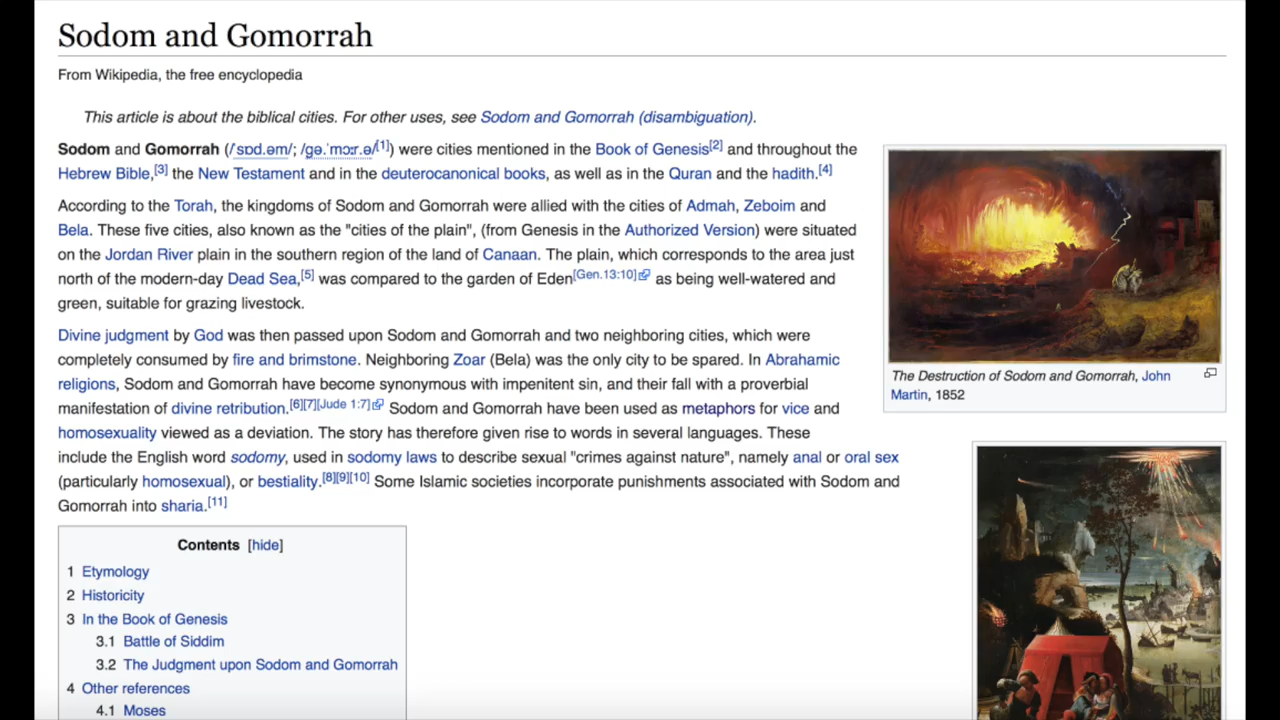 Sodom and Gomorrah
From Wikipedia, the free encyclopedia
This article is about the biblical cities. For other uses, see Sodom and Gomorrah (disambiguation).
Sodom and Gomorrah (/ˈsɒd.əm/; /ɡə.ˈmɔːr.ə/[1]) were cities mentioned in the Book of Genesis[2] and throughout the
Hebrew Bible,[3] the New Testament and in the deuterocanonical books, as well as in the Quran and the hadith.[4]
According to the Torah, the kingdoms of Sodom and Gomorrah were allied with the cities of Admah, Zeboim and
Bela. These five cities, also known as the "cities of the plain", (from Genesis in the Authorized Version) were situated
on the Jordan River plain in the southern region of the land of Canaan. The plain, which corresponds to the area just
north of the modern-day Dead Sea,[5] was compared to the garden of Eden[Gen.13:10] as being well-watered and
green, suitable for grazing livestock.
Divine judgment by God was then passed upon Sodom and Gomorrah and two neighboring cities, which were
completely consumed by fire and brimstone. Neighboring Zoar (Bela) was the only city to be spared. In Abrahamic
religions, Sodom and Gomorrah have become synonymous with impenitent sin, and their fall with a proverbial
manifestation of divine retribution.[6][7][Jude 1:7] Sodom and Gomorrah have been used as metaphors for vice and
homosexuality viewed as a deviation. The story has therefore given rise to words in several languages. These
include the English word sodomy, used in sodomy laws to describe sexual "crimes against nature", namely anal or oral sex
(particularly homosexual), or bestiality.[8][9][10] Some Islamic societies incorporate punishments associated with Sodom and
Gomorrah into sharia.[11]
The Destruction of Sodom and Gomorrah, John
Martin, 1852
Contents [hide]
1 Etymology
2 Historicity
3 In the Book of Genesis
3.1 Battle of Siddim
3.2 The Judgment upon Sodom and Gomorrah
4 Other references
4.1 Moses